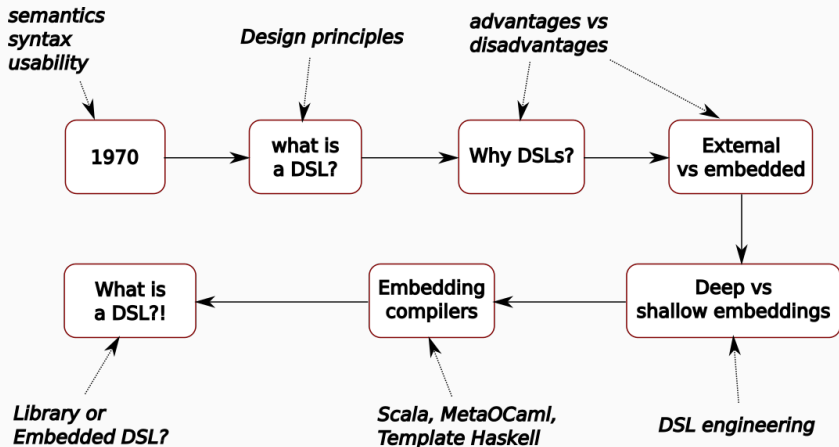 semantics
syntax
usability
Design principles
advantages vs
disadvantages
1970
what is
a DSL?
Why DSLs?
External
vs embedded
What is
a DSL?!
Embedding
compilers
Deep vs
shallow embeddings
Library or
Embedded DSL?
Scala, MetaOCaml,
Template Haskell
DSL engineering